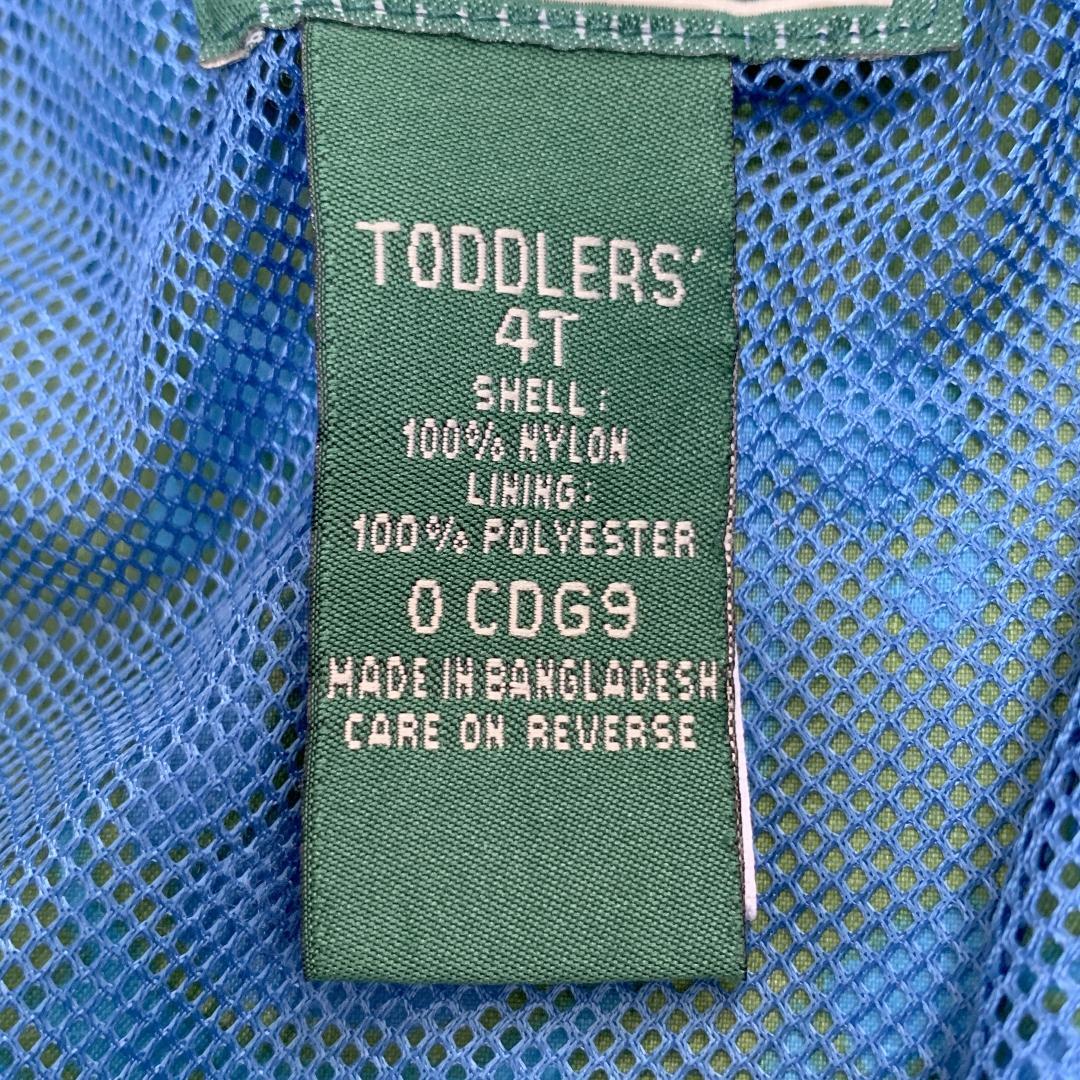 TODDLERS'
4T
SHELL:
100% NYLON
LINING:
100% POLYESTER
0 CDG9
MADE IN BANGLADESH
CARE ON REVERSE